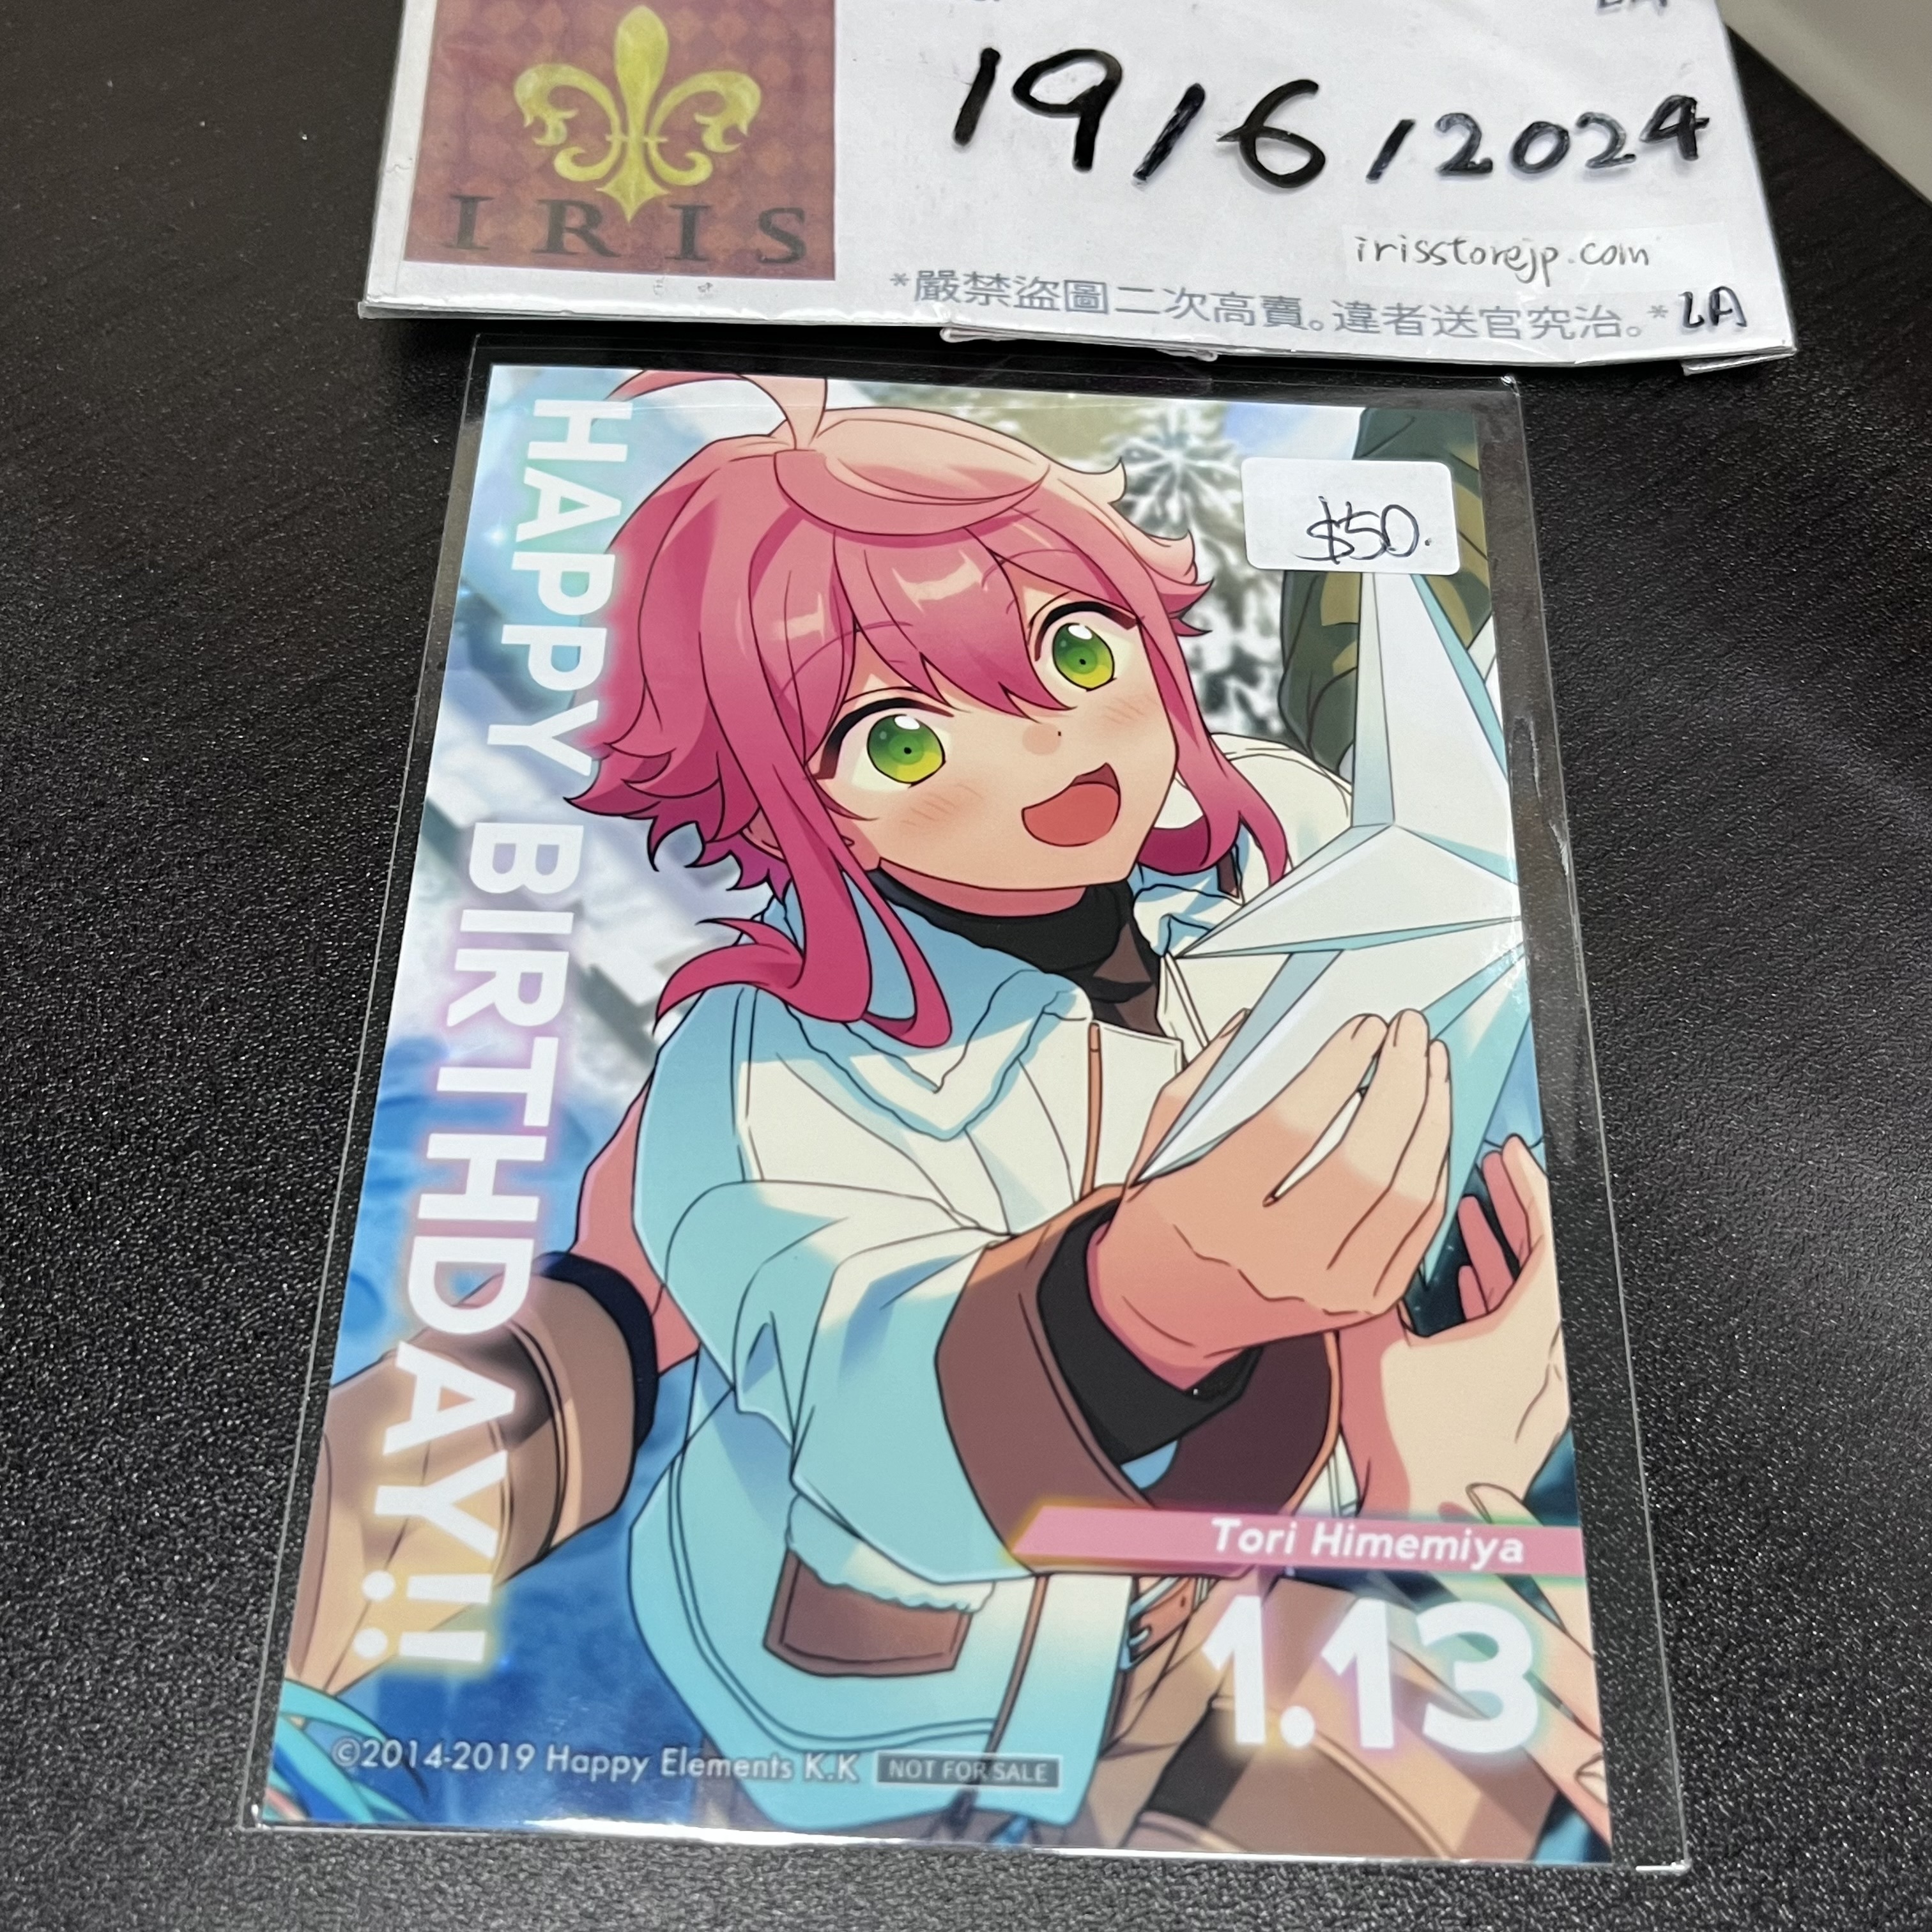 IRIS
19/6/2024
irisstorejp.com
*嚴禁盜圖二次高賣。違者送官究治。* LA
$50.
HAPPY BIRTHDAY!!
Tori Himemiya
1.13
©2014-2019 Happy Elements K.K NOT FOR SALE